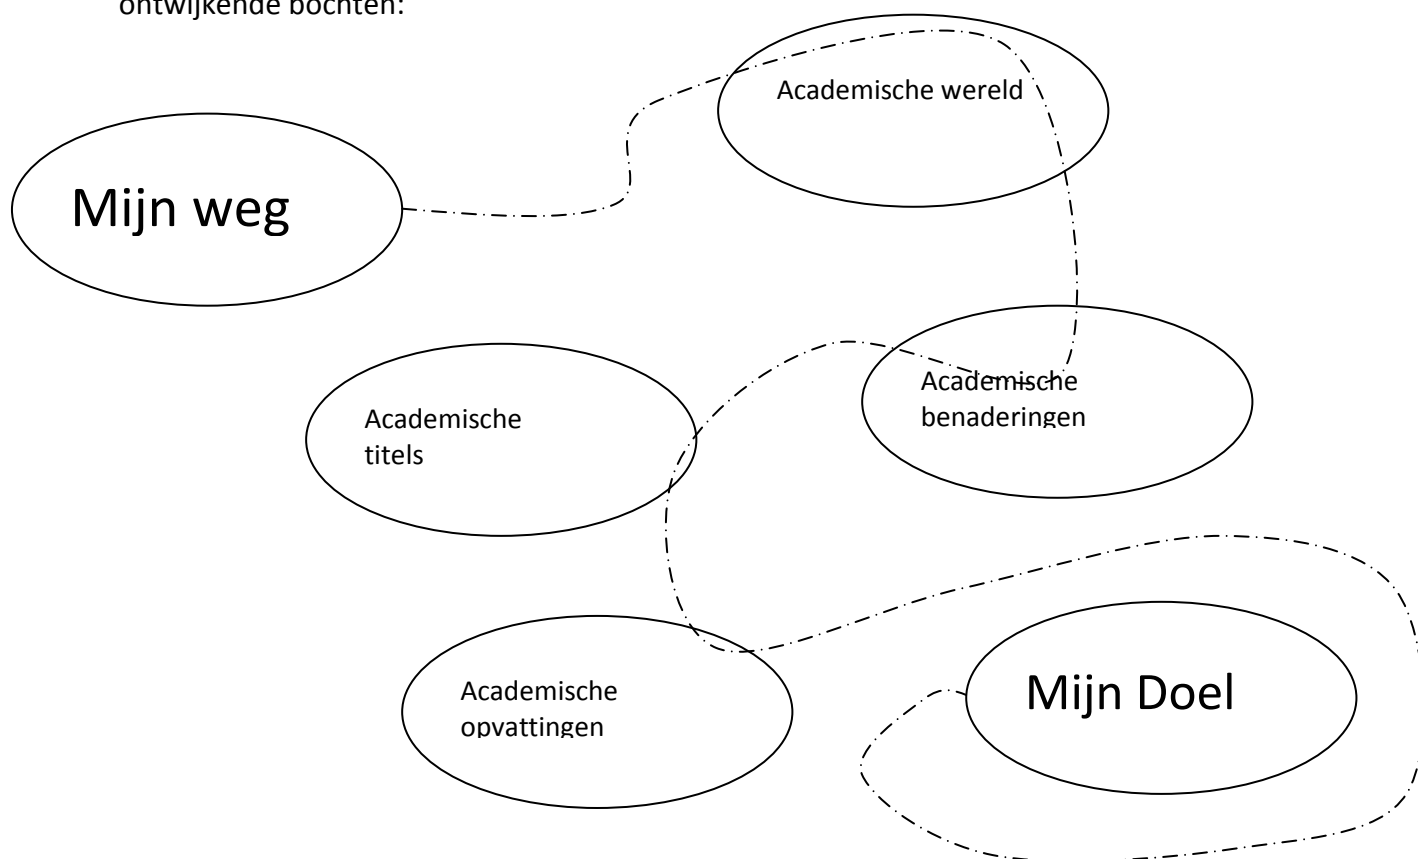 ontwijkende bochten:
Academische wereld
Mijn weg
Academische
benaderingen
Academische
titels
Mijn Doel
Academische
opvattingen